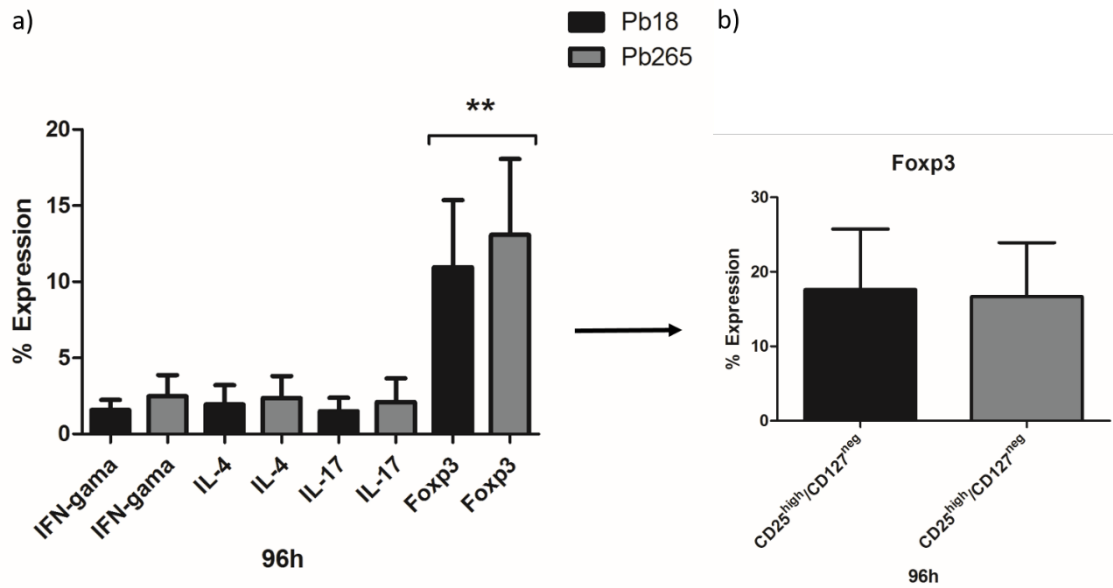 a)
Pb18
Pb265
**
20
15
10
5
0
% Expression
IFN-gama
IFN-gama
IL-4
IL-4
IL-17
IL-17
Foxp3
Foxp3
96h
b)
Foxp3
30
20
10
0
% Expression
CD25high/CD127neg
CD25high/CD127neg
96h